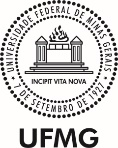 UNIVERSIDADE FEDERAL DE MINAS GERAIS
INCIPIT VITA NOVA
7 DE SETEMBRO DE 1927
UFMG